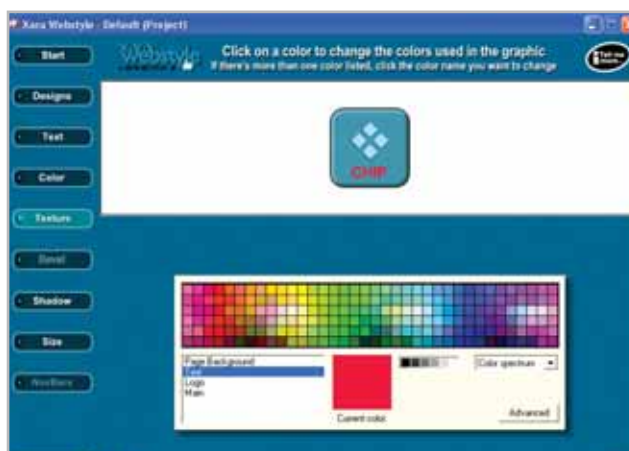 Xara Webstyle - Default (Project)
Start
Webstyle
Click on a color to change the colors used in the graphic
If there's more than one color listed, click the color name you want to change
Designs
Text
CHIP
Color
Texture
Bevel
Shadow
Size
Page Background
Text
Logo
Main
Color spectrum
Current color
Advanced